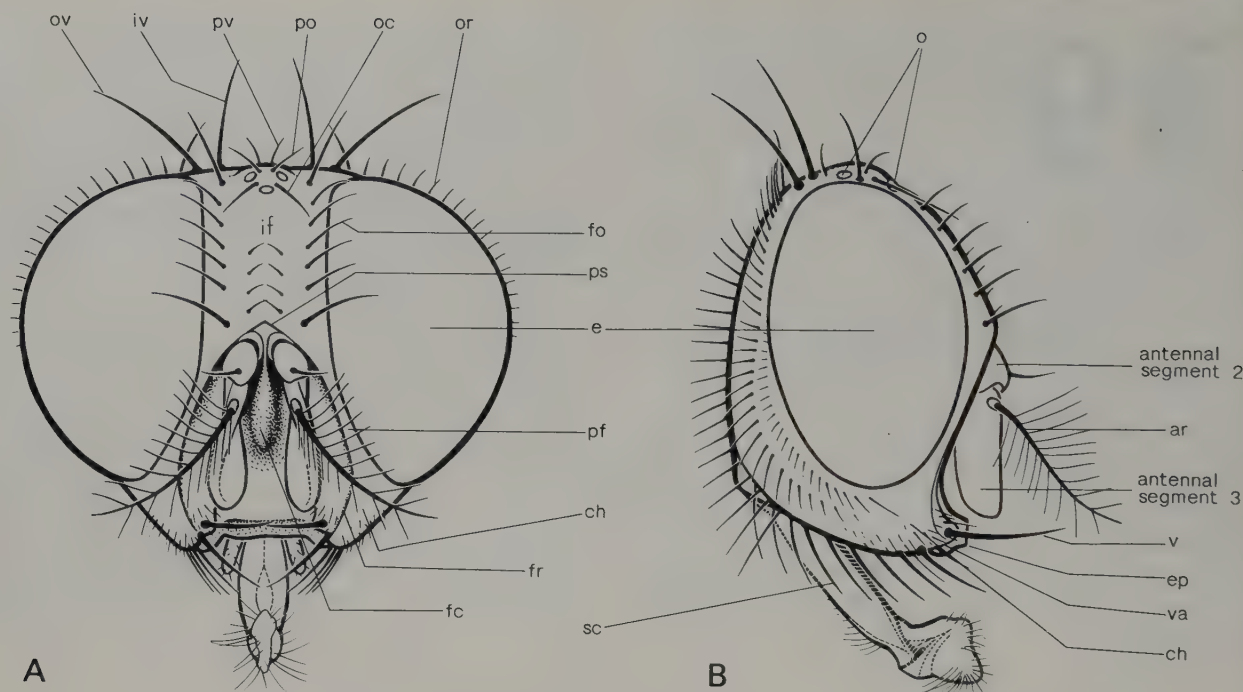 ov iv pv po oc or o
if
fo
ps
e
antennal
segment 2
pf
ar
antennal
segment 3
ch
v
fr
ep
fc
va
sc
ch
A B